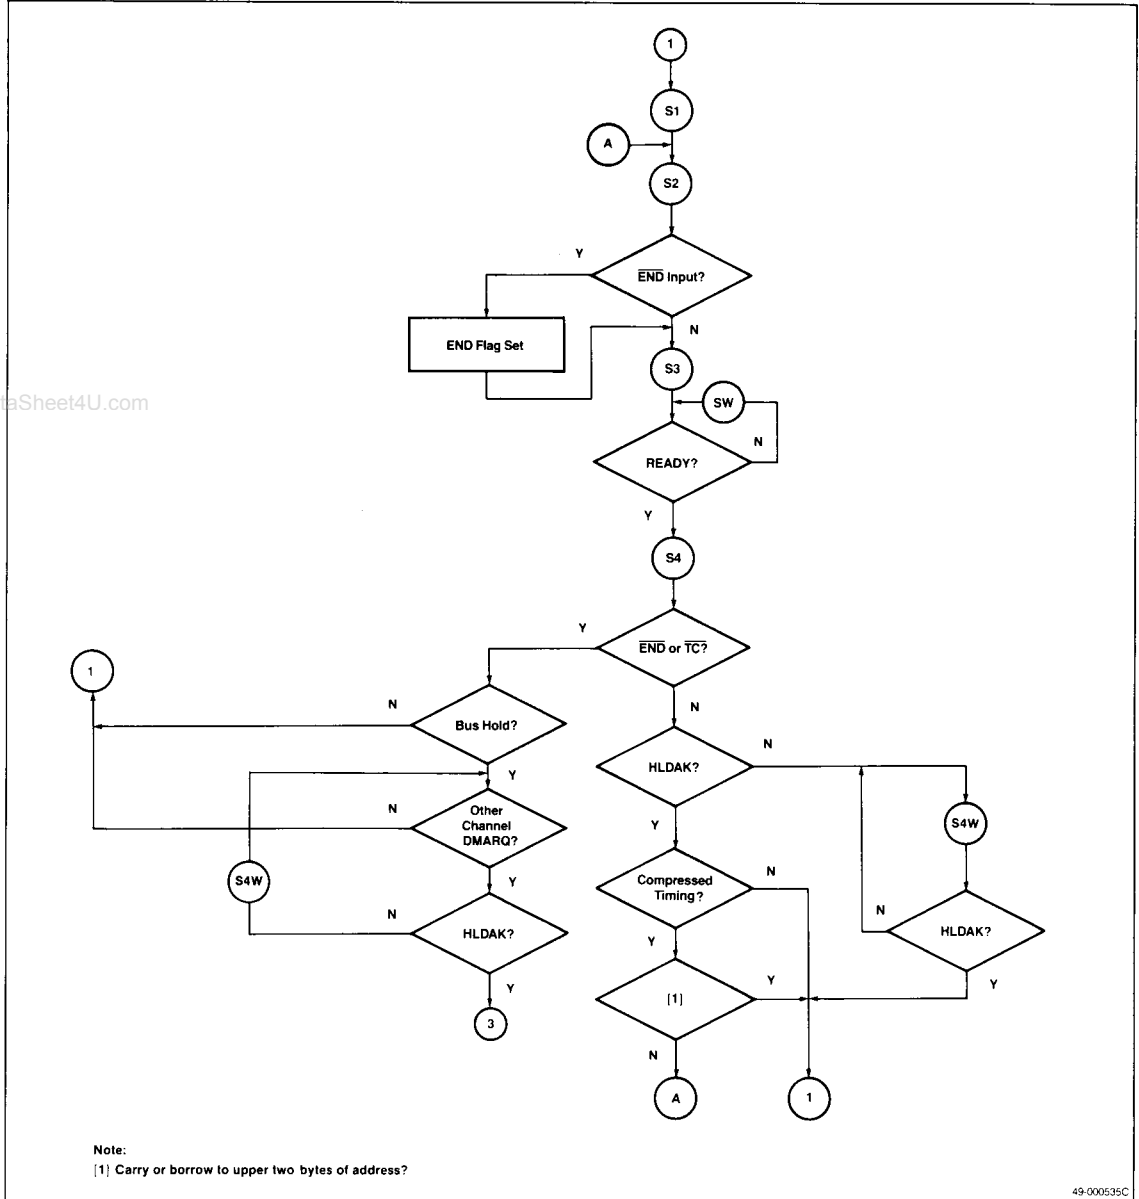 1
S1
A
S2
Y
END Input?
N
END Flag Set
S3
taSheet4U.com
SW
N
READY?
Y
S4
Y
END or TC?
1
N
N
Bus Hold?
N
Y
HLDAK?
Other
Channel
DMARQ?
N
S4W
Y
N
Compressed
Timing?
S4W
Y
N
N
HLDAK?
Y
HLDAK?
Y
[1]
Y
Y
3
N
A
1
Note:
[1] Carry or borrow to upper two bytes of address?
49-000535C